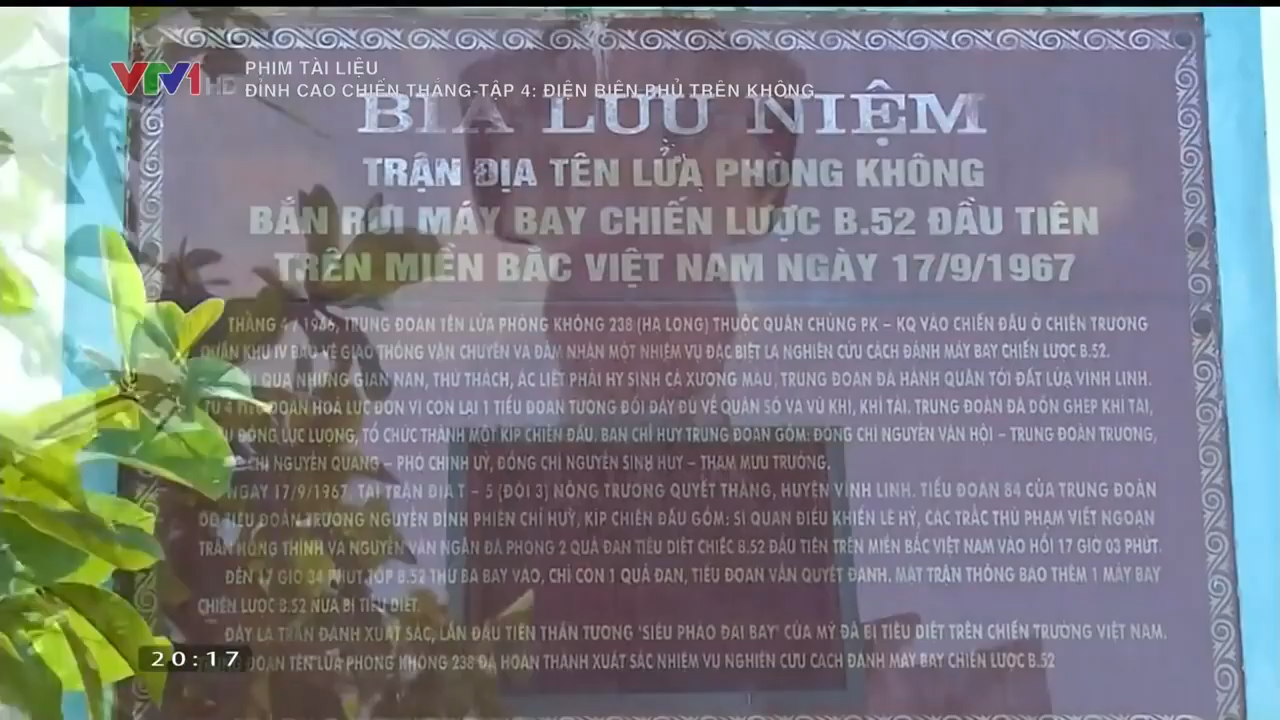 VTV1 HD
PHIM TÀI LIỆU
ĐỈNH CAO CHIẾN THẮNG-TẬP 4: ĐIỆN BIÊN PHỦ TRÊN KHÔNG
BIA LƯU NIỆM
TRẬN ĐỊA TÊN LỬA PHÒNG KHÔNG
BẮN RƠI MÁY BAY CHIẾN LƯỢC B.52 ĐẦU TIÊN
TRÊN MIỀN BẮC VIỆT NAM NGÀY 17/9/1967
THÁNG 4/1966, TRUNG ĐOÀN TÊN LỬA PHÒNG KHÔNG 238 (HẠ LONG) THUỘC QUÂN CHỦNG PK – KQ VÀO CHIẾN ĐẤU Ở CHIẾN TRƯỜNG
QUÂN KHU IV BẢO VỆ GIAO THÔNG VẬN CHUYỂN VÀ ĐẢM NHẬN MỘT NHIỆM VỤ ĐẶC BIỆT LÀ NGHIÊN CỨU CÁCH ĐÁNH MÁY BAY CHIẾN LƯỢC B.52.
QUA NHỮNG GIAN NAN, THỬ THÁCH, ÁC LIỆT PHẢI HY SINH CẢ XƯƠNG MÁU, TRUNG ĐOÀN ĐÃ HÀNH QUÂN TỚI ĐẤT LỬA VĨNH LINH.
TỪ 4 TIỂU ĐOÀN HỎA LỰC ĐƠN VỊ CÒN LẠI 1 TIỂU ĐOÀN TƯƠNG ĐỐI ĐẦY ĐỦ VỀ QUÂN SỐ VÀ VŨ KHÍ, KHÍ TÀI. TRUNG ĐOÀN ĐÃ DỒN GHÉP KHÍ TÀI,
ĐỘNG LỰC LƯỢNG, TỔ CHỨC THÀNH MỘT KÍP CHIẾN ĐẤU. BAN CHỈ HUY TRUNG ĐOÀN GỒM: ĐỒNG CHÍ NGUYỄN VĂN HỘI – TRUNG ĐOÀN TRƯỞNG,
CHÍ NGUYỄN QUANG – PHÓ CHÍNH UỶ, ĐỒNG CHÍ NGUYỄN SINH HUY – THAM MƯU TRƯỞNG.
NGÀY 17/9/1967, TẠI TRẬN ĐỊA T – 5 (ĐỘI 3) NÔNG TRƯỜNG QUYẾT THẮNG, HUYỆN VĨNH LINH. TIỂU ĐOÀN 84 CỦA TRUNG ĐOÀN
DO TIỂU ĐOÀN TRƯỞNG NGUYỄN ĐÌNH PHIÊN CHỈ HUỲ, KÍP CHIẾN ĐẤU GỒM: SĨ QUAN ĐIỀU KHIỂN LÊ HỶ, CÁC TRẮC THỦ PHẠM VIẾT NGOẠN
TRẦN HỒNG THỊNH VÀ NGUYỄN VĂN NGẬN ĐÃ PHÓNG 2 QUẢ ĐẠN TIÊU DIỆT CHIẾC B.52 ĐẦU TIÊN TRÊN MIỀN BẮC VIỆT NAM VÀO HỒI 17 GIỜ 03 PHÚT.
ĐẾN 17 GIỜ 34 PHÚT TỐP B.52 THỨ BA BAY VÀO, CHỈ CÒN 1 QUẢ ĐẠN, TIỂU ĐOÀN VẪN QUYẾT ĐÁNH. MẶT TRẬN THÔNG BÁO THÊM 1 MÁY BAY
CHIẾN LƯỢC B.52 NỮA BỊ TIÊU DIỆT.
ĐÂY LÀ TRẬN ĐÁNH XUẤT SẮC, LẦN ĐẦU TIÊN THẦN TƯỢNG 'SIÊU PHÁO ĐÀI BAY' CỦA MỸ ĐÃ BỊ TIÊU DIỆT TRÊN CHIẾN TRƯỜNG VIỆT NAM.
ĐOÀN TÊN LỬA PHÒNG KHÔNG 238 ĐÃ HOÀN THÀNH XUẤT SẮC NHIỆM VỤ NGHIÊN CỨU CÁCH ĐÁNH MÁY BAY CHIẾN LƯỢC B.52
20:17